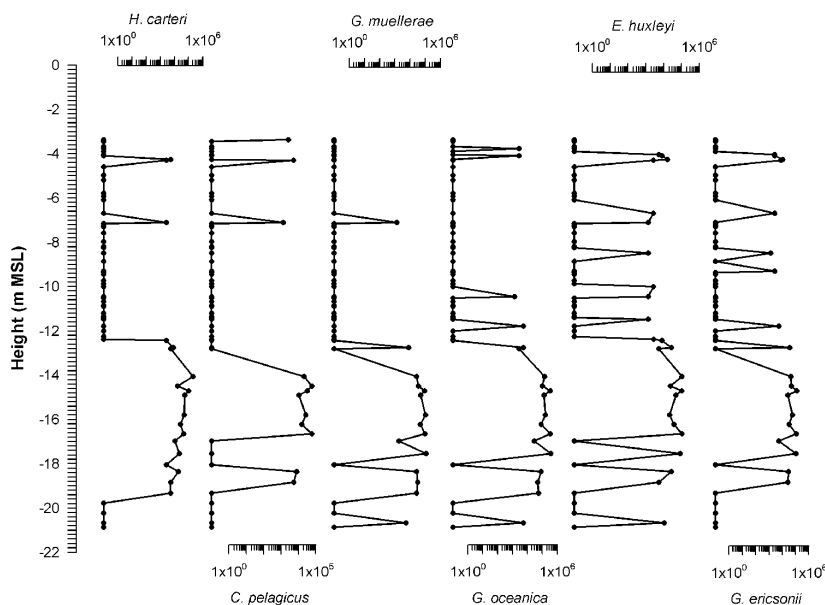 H. carteri
G. muellerae
E. huxleyi
1x10⁰ 1x10⁶
1x10⁰ 1x10⁶
1x10⁰ 1x10⁶
Height (m MSL)
0
-2
-4
-6
-8
-10
-12
-14
-16
-18
-20
-22
1x10⁰ 1x10⁵
1x10⁰ 1x10⁶
1x10⁰ 1x10⁶
C. pelagicus
G. oceanica
G. ericsonii